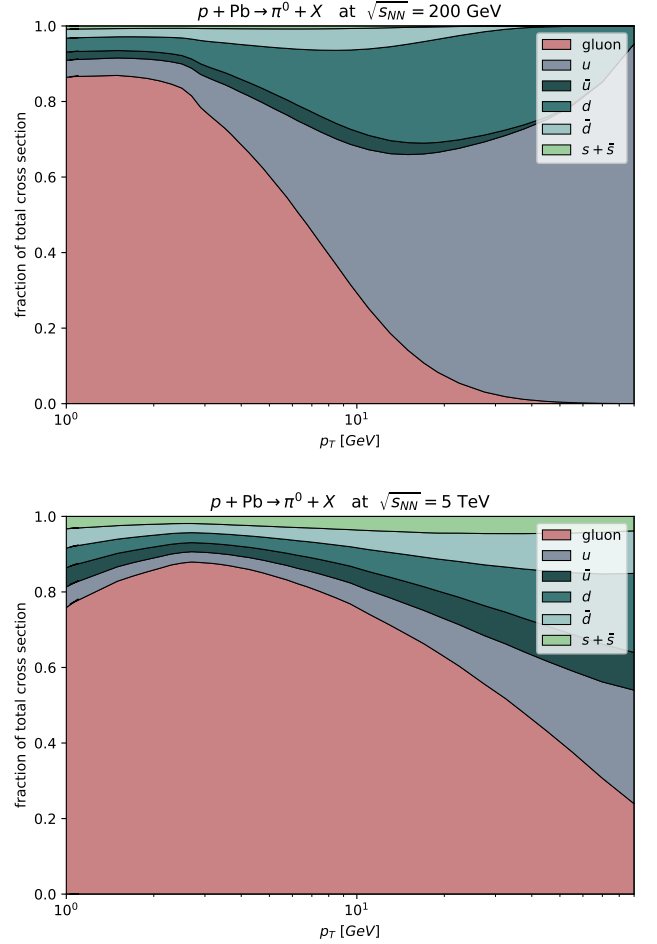 p + Pb → π⁰ + X at √s_NN = 200 GeV
fraction of total cross section
1.0
0.8
0.6
0.4
0.2
0.0
gluon
u
ū
d
d̄
s + s̄
10⁰
10¹
p_T [GeV]
p + Pb → π⁰ + X at √s_NN = 5 TeV
fraction of total cross section
1.0
0.8
0.6
0.4
0.2
0.0
gluon
u
ū
d
d̄
s + s̄
10⁰
10¹
p_T [GeV]